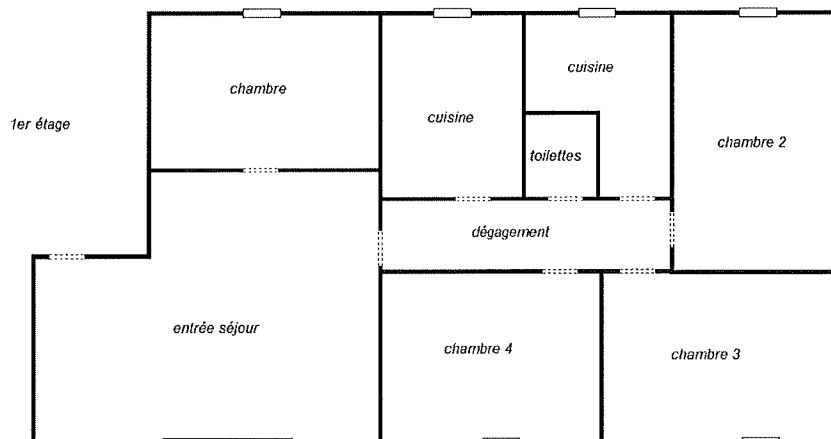 chambre
cuisine
cuisine
1er étage
toilettes
chambre 2
dégagement
entrée séjour
chambre 4
chambre 3